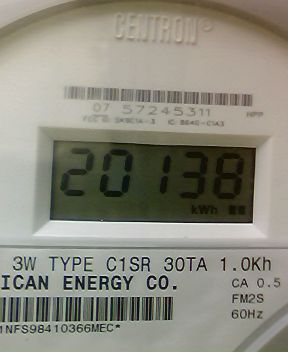 CENTRON®
07 57245311
20138
kWh
3W TYPE C1SR 30TA 1.0Kh
ICAN ENERGY CO.
CA 0.5
FM2S
60Hz
1NFS98410366MEC*